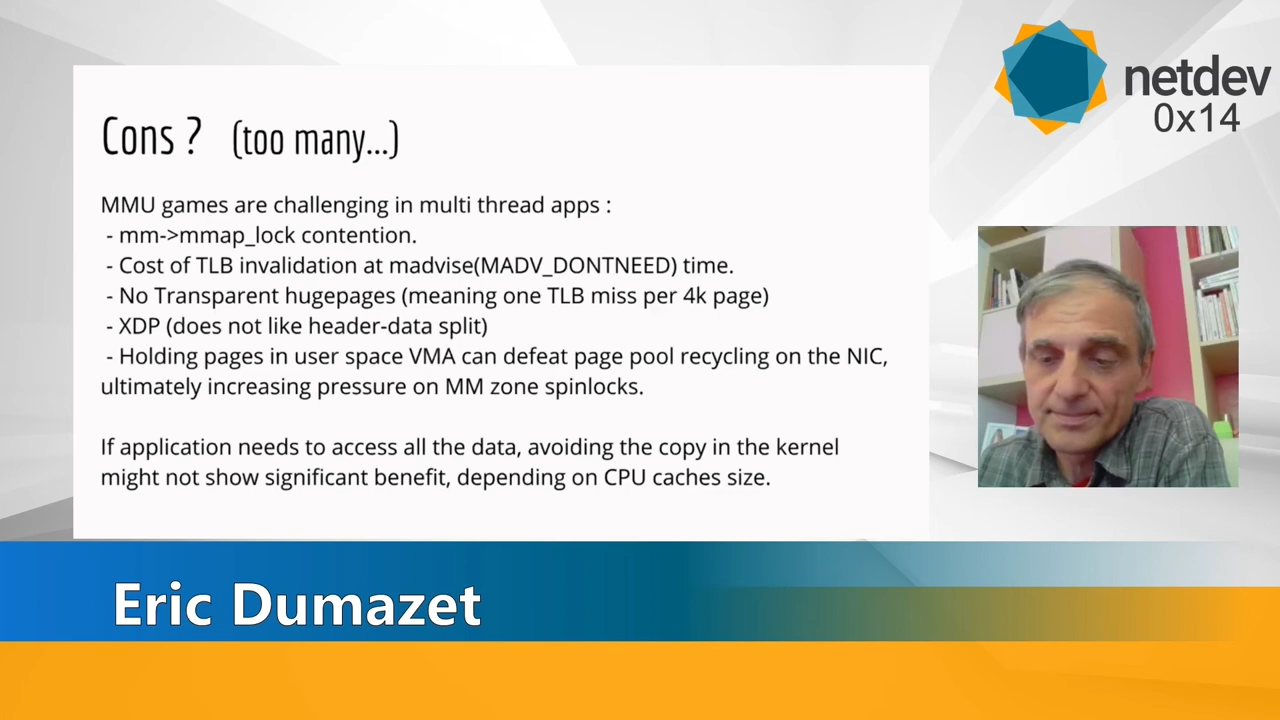 Cons ? (too many...)
MMU games are challenging in multi thread apps :
- mm->mmap_lock contention.
- Cost of TLB invalidation at madvise(MADV_DONTNEED) time.
- No Transparent hugepages (meaning one TLB miss per 4k page)
- XDP (does not like header-data split)
- Holding pages in user space VMA can defeat page pool recycling on the NIC,
ultimately increasing pressure on MM zone spinlocks.
If application needs to access all the data, avoiding the copy in the kernel
might not show significant benefit, depending on CPU caches size.
netdev
0x14
Eric Dumazet